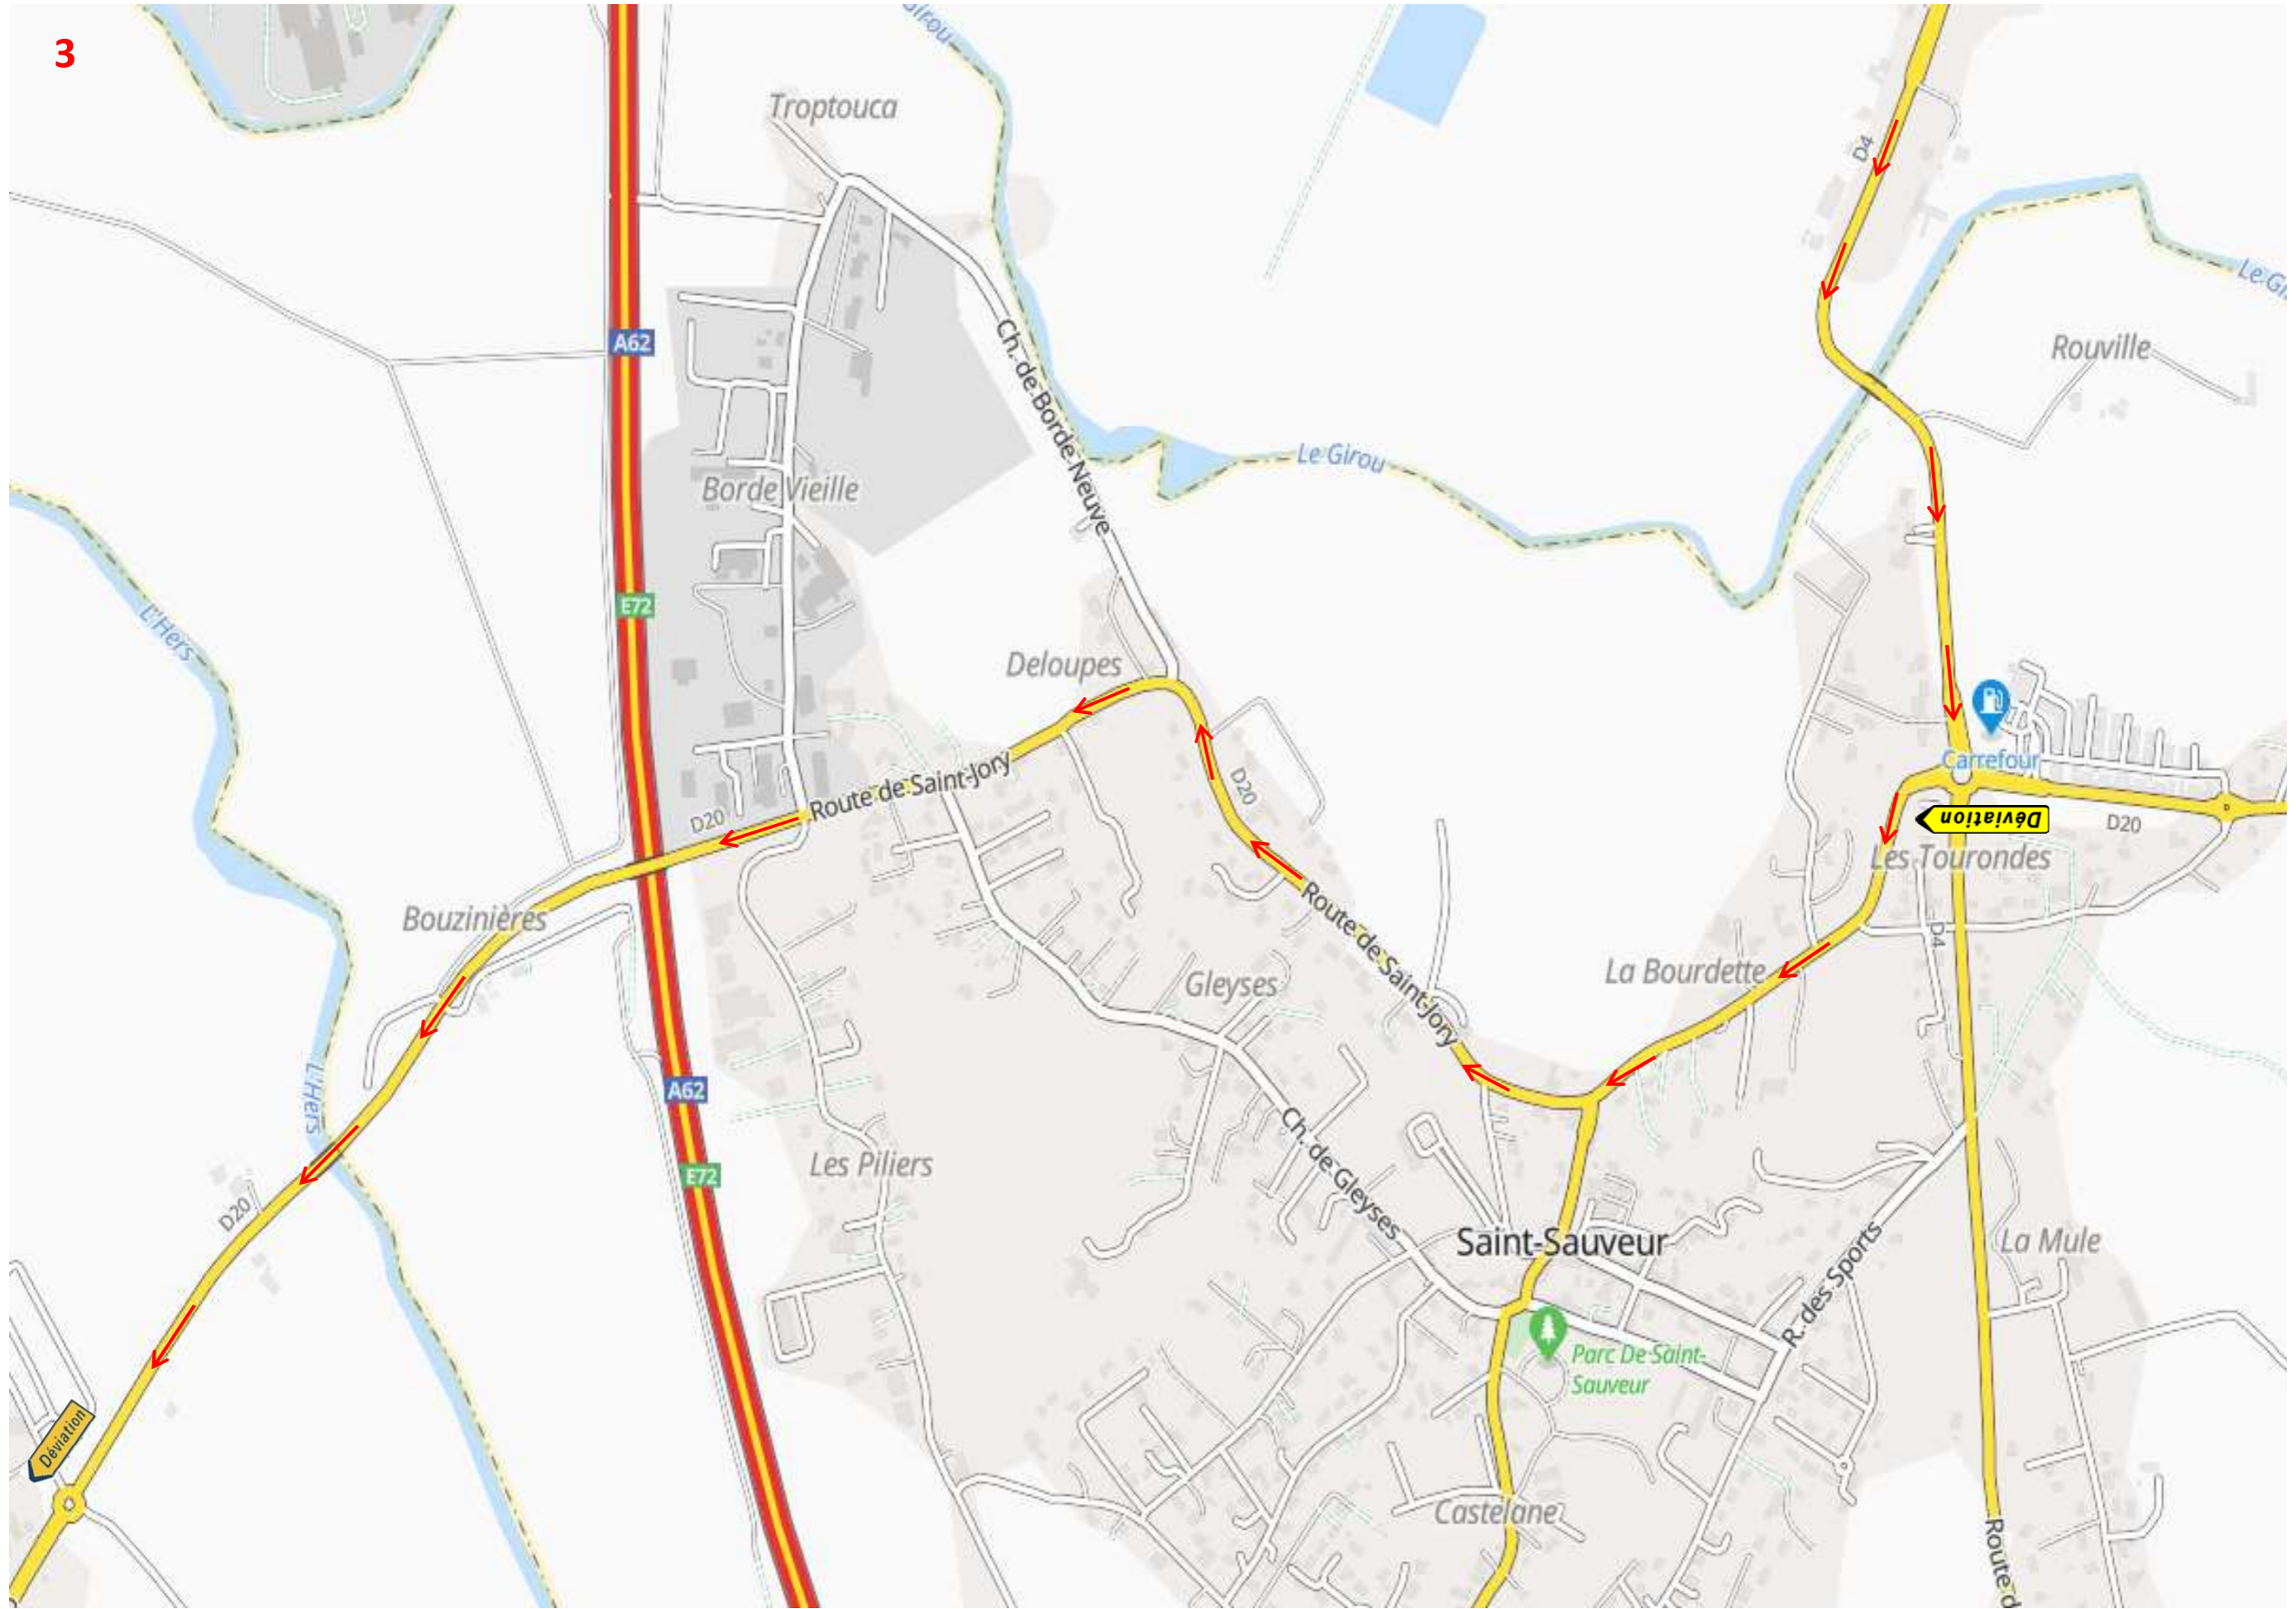 3
Girou
Troptouca
D4
Le Gi
A62
Rouville
Ch. de Borde Neuve
Le Girou
Borde Vieille
E72
L'Hers
Deloupes
D20
Carrefour
Route de Saint-Jory
D20
Déviation
D20
Les Tourondes
Bouzinières
Route de Saint-Jory
D4
La Bourdette
Gleyses
A62
L'Hers
Ch. de Gleyses
Les Piliers
E72
D20
Saint-Sauveur
La Mule
R. des Sports
Parc De Saint-
Sauveur
Déviation
Castelane
Route d